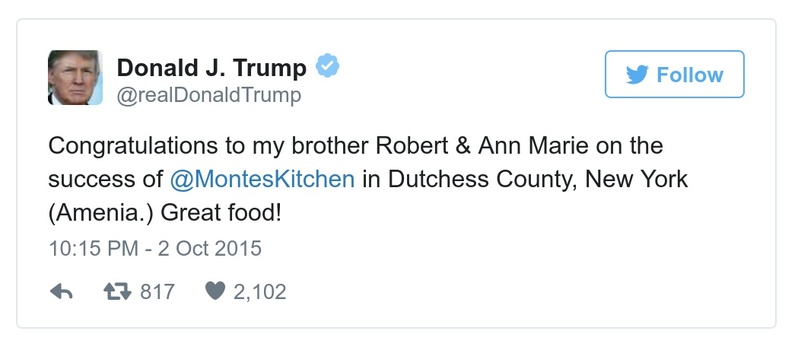 Donald J. Trump
@realDonaldTrump
Follow
Congratulations to my brother Robert & Ann Marie on the
success of @MontesKitchen in Dutchess County, New York
(Amenia.) Great food!
10:15 PM - 2 Oct 2015
817 2,102